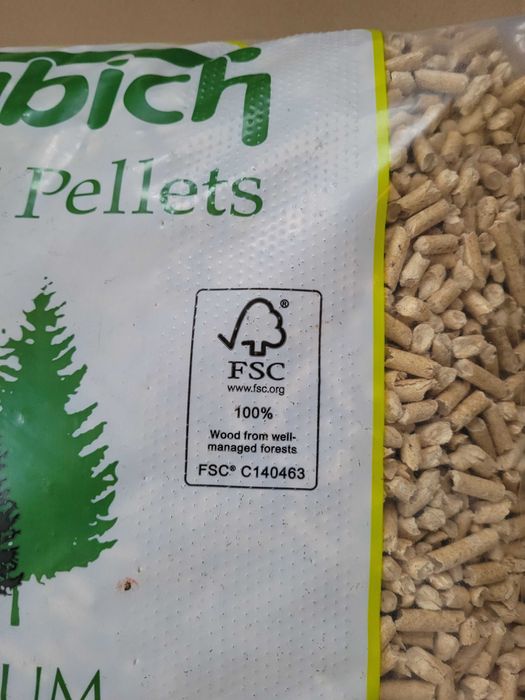 Pellets
®
FSC
www.fsc.org
100%
Wood from well-
managed forests
FSC® C140463